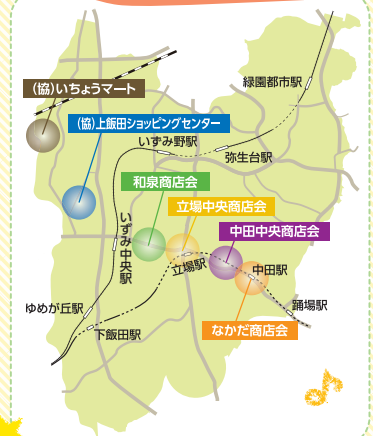 (協)いちょうマート
緑園都市駅
(協)上飯田ショッピングセンター
いずみ野駅
弥生台駅
和泉商店会
立場中央商店会
いずみ中央駅
中田中央商店会
立場駅
中田駅
ゆめが丘駅
踊場駅
下飯田駅
なかだ商店会